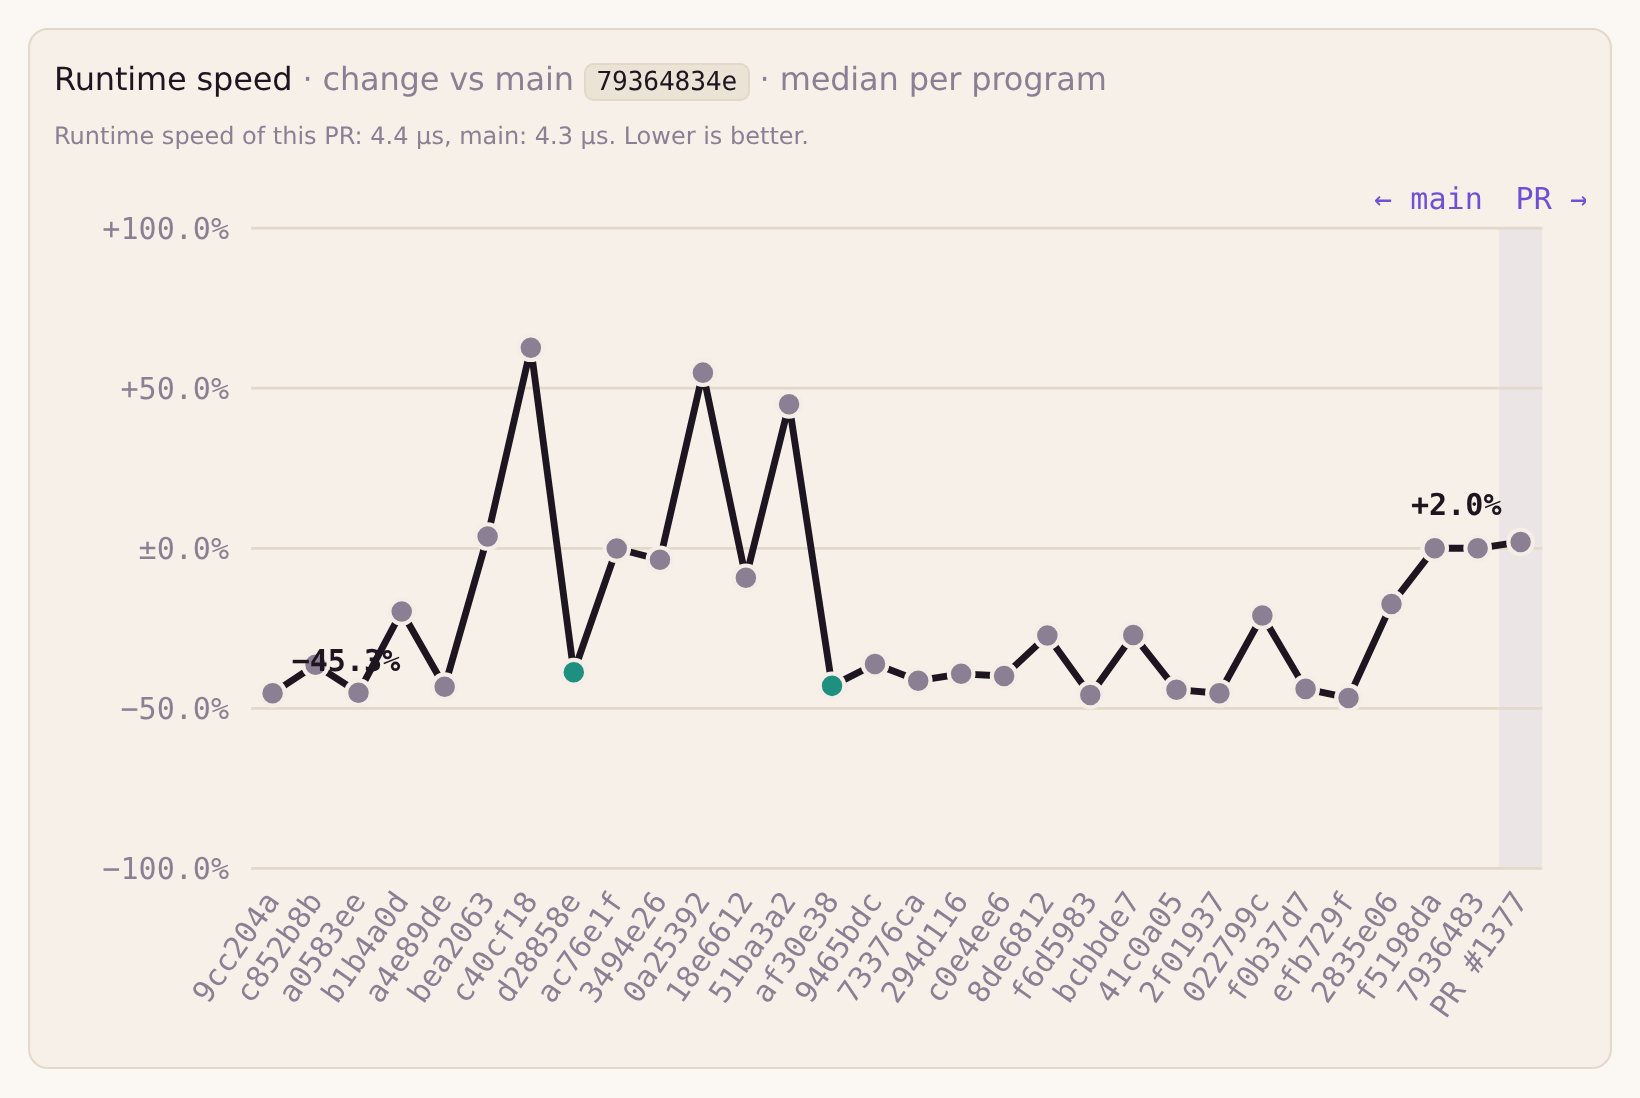 Runtime speed · change vs main 79364834e · median per program
Runtime speed of this PR: 4.4 µs, main: 4.3 µs. Lower is better.
← main PR →
+100.0%
+50.0%
±0.0%
−50.0%
−100.0%
−45.3%
+2.0%
9cc204a
c852b8b
a0583ee
b1b4a0d
a4e89de
bea2063
c40cf18
d28858e
ac76e1f
3494e26
0a25392
18e6612
51ba3a2
af30e38
9465bdc
73376ca
294d116
c0e4ee6
8de6812
f6d5983
bcbbde7
41c0a05
2f01937
022799c
f0b37d7
efb729f
2835e06
f5198da
7936483
PR #1377